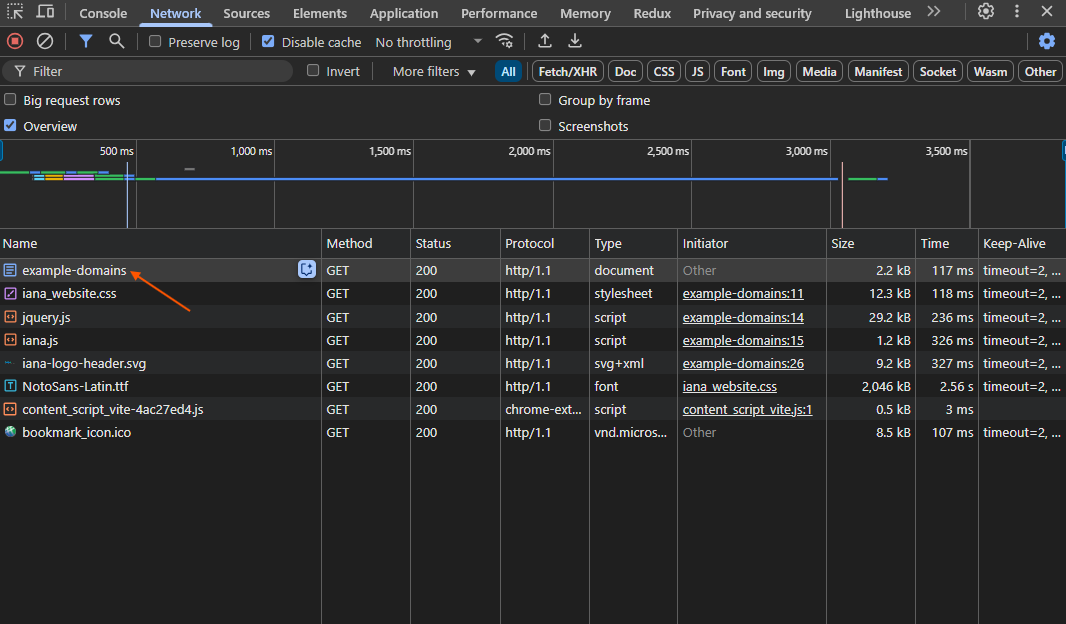 Console Network Sources Elements Application Performance Memory Redux Privacy and security Lighthouse
Preserve log Disable cache No throttling
Filter Invert More filters All Fetch/XHR Doc CSS JS Font Img Media Manifest Socket Wasm Other
Big request rows Group by frame
Overview Screenshots
500 ms 1,000 ms 1,500 ms 2,000 ms 2,500 ms 3,000 ms 3,500 ms
Name Method Status Protocol Type Initiator Size Time Keep-Alive
example-domains GET 200 http/1.1 document Other 2.2 kB 117 ms timeout=2, ...
iana_website.css GET 200 http/1.1 stylesheet example-domains:11 12.3 kB 118 ms timeout=2, ...
jquery.js GET 200 http/1.1 script example-domains:14 29.2 kB 236 ms timeout=2, ...
iana.js GET 200 http/1.1 script example-domains:15 1.2 kB 326 ms timeout=2, ...
iana-logo-header.svg GET 200 http/1.1 svg+xml example-domains:26 9.2 kB 327 ms timeout=2, ...
NotoSans-Latin.ttf GET 200 http/1.1 font iana_website.css 2,046 kB 2.56 s timeout=2, ...
content_script_vite-4ac27ed4.js GET 200 chrome-ext... script content_script_vite.js:1 0.5 kB 3 ms
bookmark_icon.ico GET 200 http/1.1 vnd.micros... Other 8.5 kB 107 ms timeout=2, ...